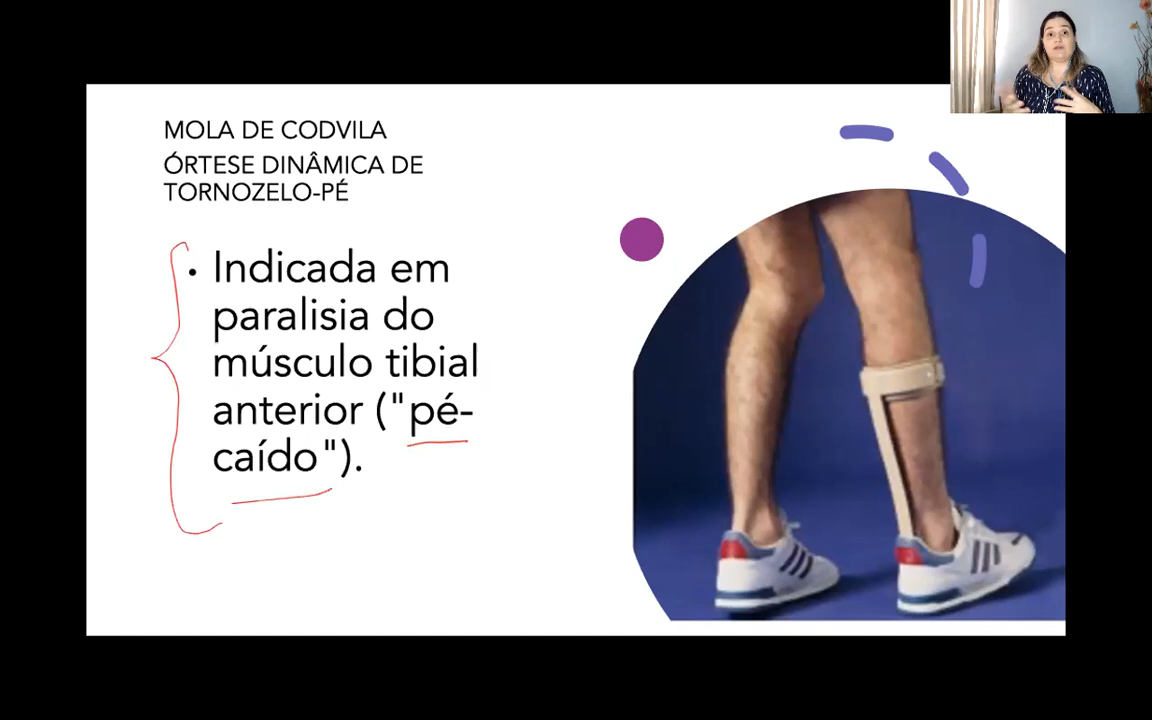 MOLA DE CODVILA
ÓRTESE DINÂMICA DE
TORNOZELO-PÉ
• Indicada em
paralisia do
músculo tibial
anterior ("pé-
caído").